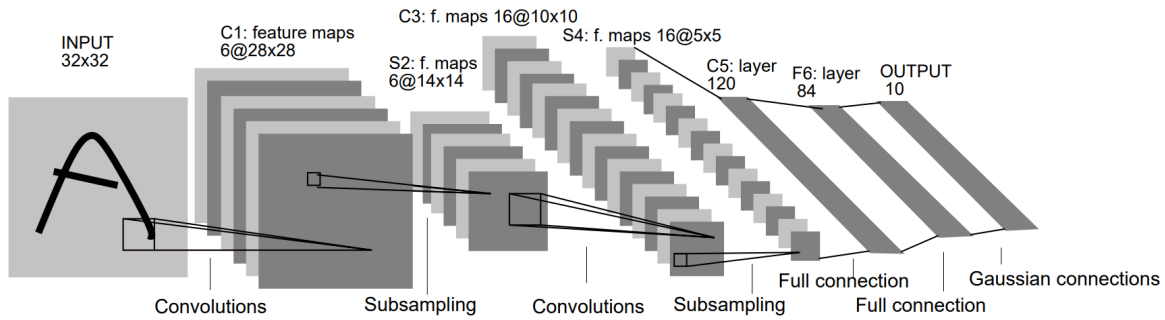 INPUT
32x32
C1: feature maps
6@28x28
S2: f. maps
6@14x14
C3: f. maps 16@10x10
S4: f. maps 16@5x5
C5: layer
120
F6: layer
84
OUTPUT
10
Convolutions
Subsampling
Convolutions
Subsampling
Full connection
Full connection
Gaussian connections